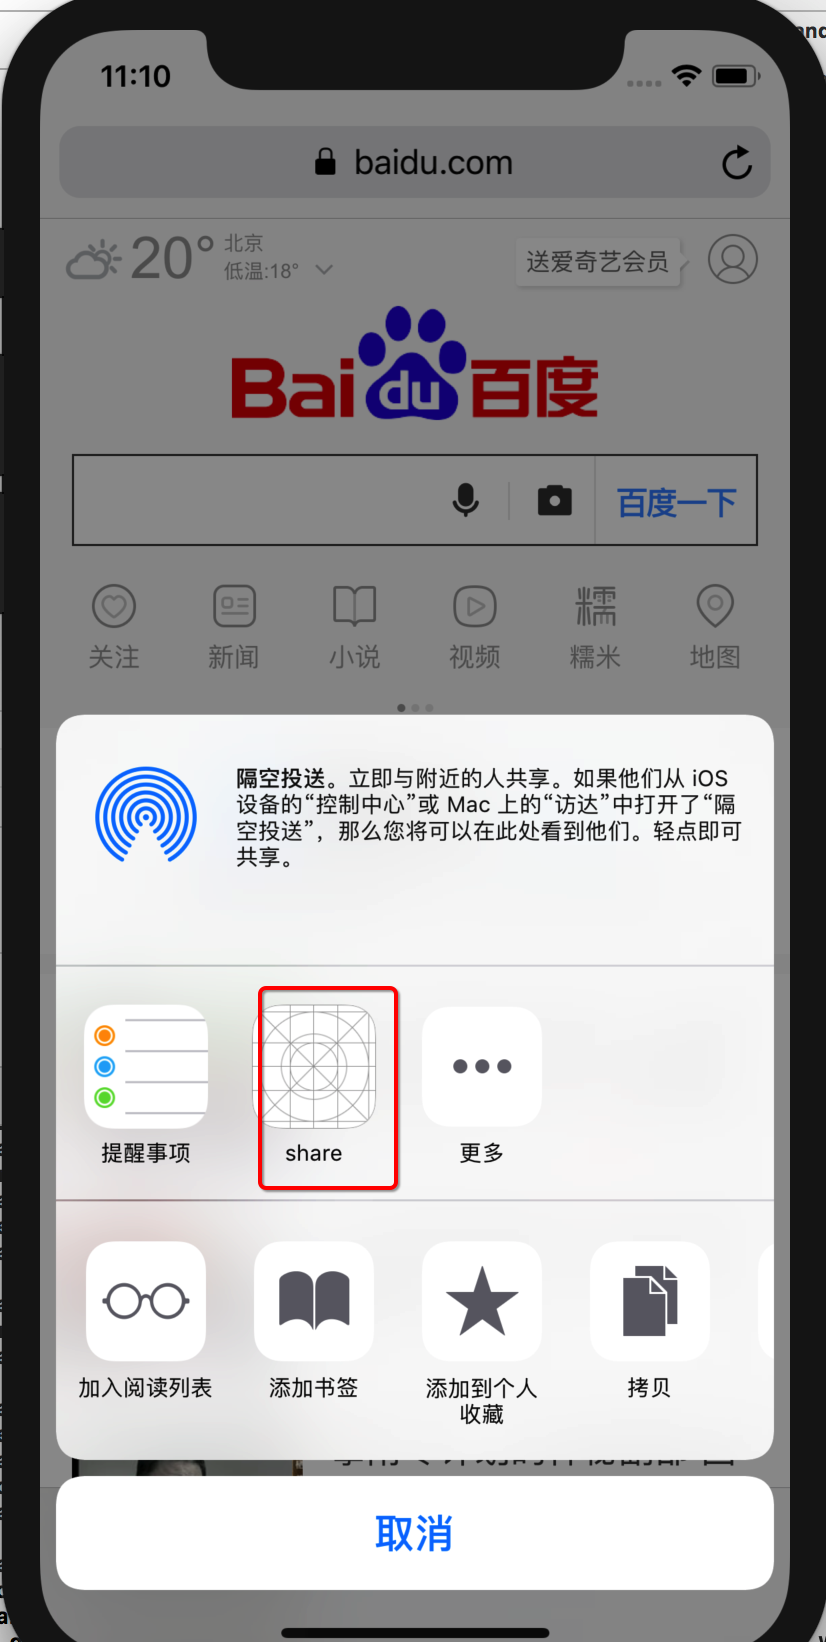 11:10
baidu.com
20°
北京
低温:18°
送爱奇艺会员
Bai du 百度
百度一下
关注
新闻
小说
视频
糯
糯米
地图
隔空投送。立即与附近的人共享。如果他们从 iOS
设备的“控制中心”或 Mac 上的“访达”中打开了“隔
空投送”，那么您将可以在此处看到他们。轻点即可
共享。
提醒事项
share
更多
加入阅读列表
添加书签
添加到个人
收藏
拷贝
取消